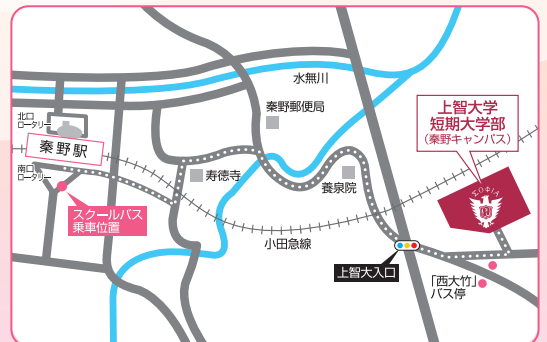 水無川
秦野郵便局
上智大学
短期大学部
（秦野キャンパス）
北口
ロータリー
秦野駅
南口
ロータリー
寿徳寺
養泉院
ΣΟΦΙΑ
スクールバス
乗車位置
小田急線
上智大入口
「西大竹」
バス停